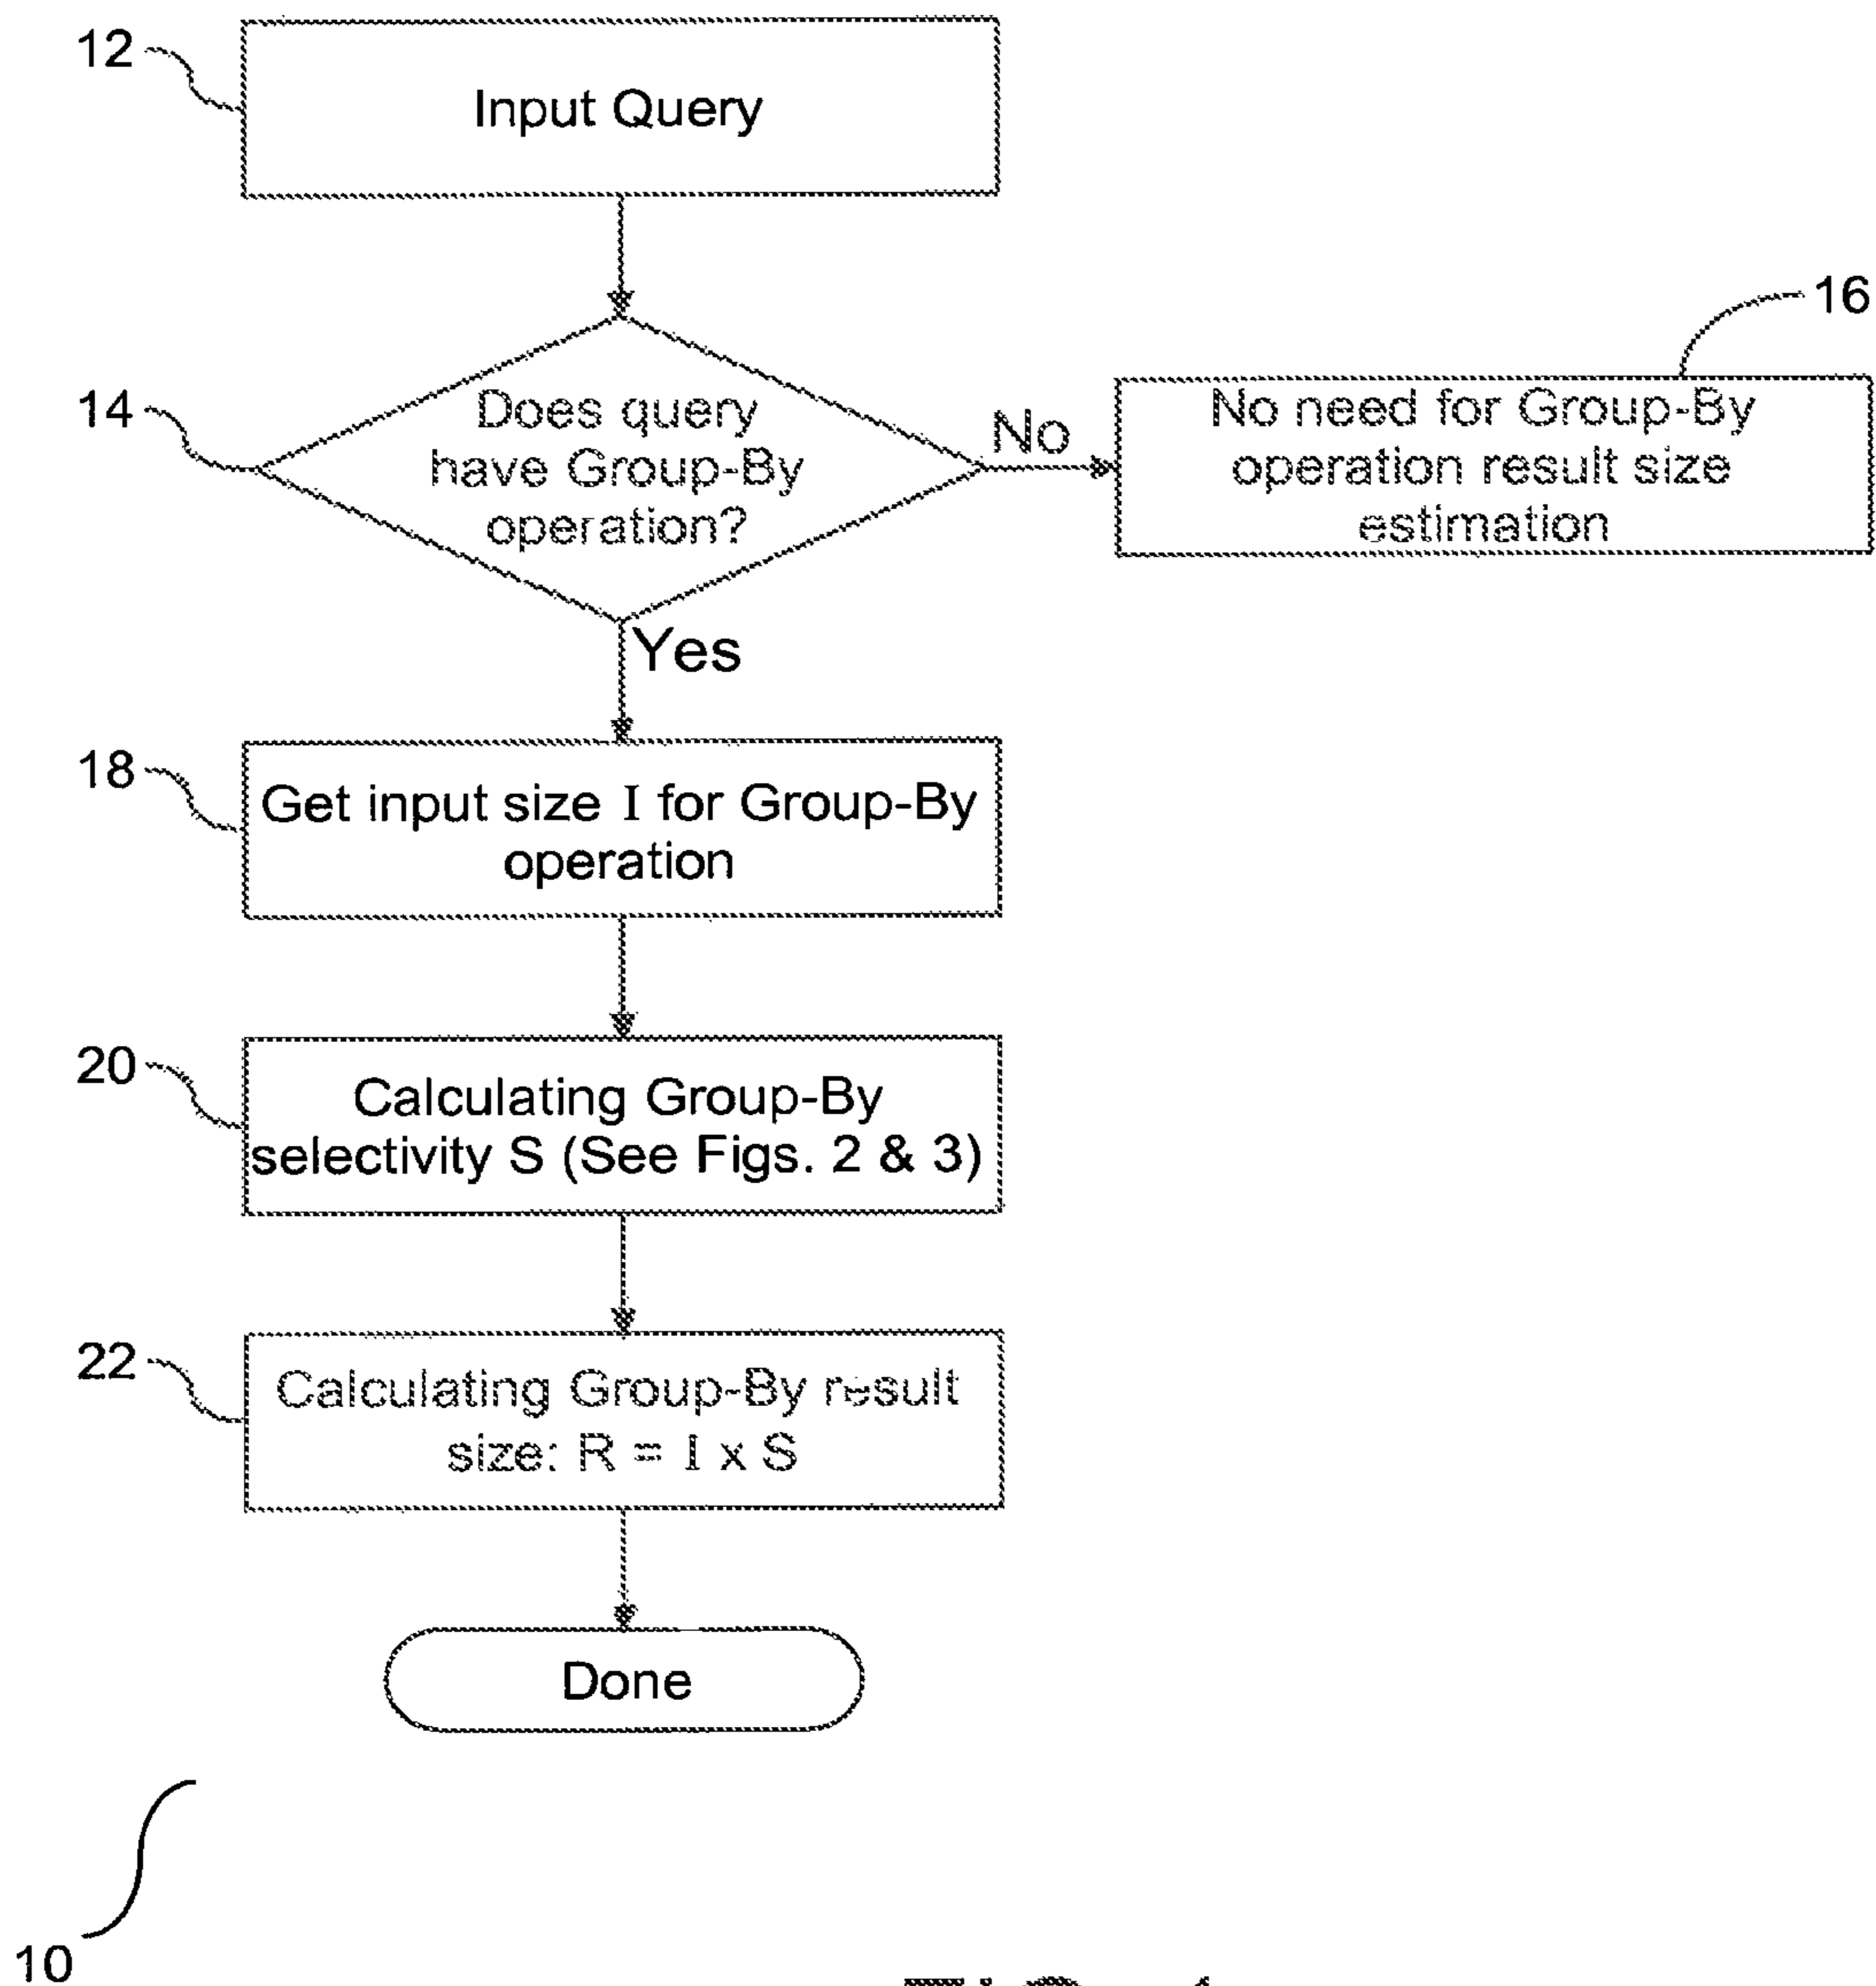 12
Input Query
16
14
Does query
have Group-By
operation?
No
No need for Group-By
operation result size
estimation
Yes
18
Get input size I for Group-By
operation
20
Calculating Group-By
selectivity S (See Figs. 2 & 3)
22
Calculating Group-By result
size: R = I x S
Done
10